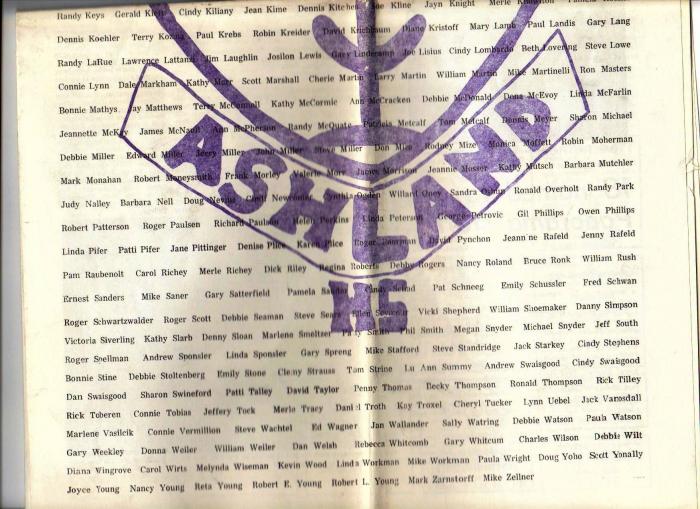 Randy Keys Gerald Cindy Kiliany Jean Kime Dennis Kitchen Kline Jayn Knight Merle
Dennis Koehler Terry Paul Krebs Robin Kreider David Diane Kristoff Mary Lamb Paul Landis Gary Lang
Randy LaRue Lawrence Lattanzi Jim Laughlin Josilon Lewis Gary Joe Lisius Cindy Lombardo Beth Lovering Steve Lowe
Connie Lynn Dale Markham Kathy Scott Marshall Cherie Martin Larry Martin William Martin Mike Martinelli Ron Masters
Bonnie Mathys Jay Matthews Terry McConnell Kathy McCormic Ann McCracken Debbie McDonald Dona McEvoy Linda McFarlin
Jeannette McKay James McNaull Ann McPherson Randy McQuate Patricia Metcalf Tom Metcalf Dennis Meyer Sharon Michael
Debbie Miller Edward Miller Jerry Miller John Miller Steve Miller Don Rodney Mize Monica Moffett Robin Moherman
Mark Monahan Robert Moneysmith Frank Morley Valerie Morrison Jeannie Mosser Kathy Mutsch Barbara Mutchler
Judy Nalley Barbara Nell Doug Cynthia Ogden Willard Oney Sandra Ronald Overholt Randy Park
Robert Patterson Roger Paulsen Richard Paulson Helen Perkins Linda Peterson George Petrovic Gil Phillips Owen Phillips
Linda Pifer Patti Pifer Jane Pittinger Denise Plice Karen Plice Roger David Pynchon Jeannine Rafeld Jenny Rafeld
Pam Raubenolt Carol Richey Merle Richey Dick Riley Regina Roberts Debby Rogers Nancy Roland Bruce Ronk William Rush
Ernest Sanders Mike Saner Gary Satterfield Pamela Cindy Pat Schneeg Emily Schussler Fred Schwan
Roger Schwartzwalder Roger Scott Debbie Seaman Steve Sears Ellen Vicki Shepherd William Shoemaker Danny Simpson
Victoria Siverling Kathy Slarb Denny Sloan Marlene Smeltzer Smith Phil Smith Megan Snyder Michael Snyder Jeff South
Roger Spellman Andrew Sponsler Linda Sponsler Gary Spreng Mike Stafford Steve Standridge Jack Starkey Cindy Stephens
Bonnie Stine Debbie Stoltenberg Emily Stone Clemy Strauss Tom Strine Lu Ann Summy Andrew Swaisgood Cindy Swaisgood
Dan Swaisgood Sharon Swineford Patti Talley David Taylor Penny Thomas Becky Thompson Ronald Thompson Rick Tilley
Rick Toberen Connie Tobias Jeffery Tock Merle Tracy Daniel Troth Kay Troxel Cheryl Tucker Lynn Uebel Jack Vanosdall
Marlene Vasilcik Connie Vermillion Steve Wachtel Ed Wagner Jan Wallander Sally Watring Debbie Watson Paula Watson
Gary Weekley Donna Weiler William Weiler Dan Welsh Rebecca Whitcomb Gary Whiteum Charles Wilson Debbie Wilt
Diana Wingrove Carol Wirts Melynda Wiseman Kevin Wood Linda Workman Mike Workman Paula Wright Doug Yoho Scott Yonally
Joyce Young Nancy Young Reta Young Robert E. Young Robert L. Young Mark Zarnstorff Mike Zellner
ASHLAND
HS